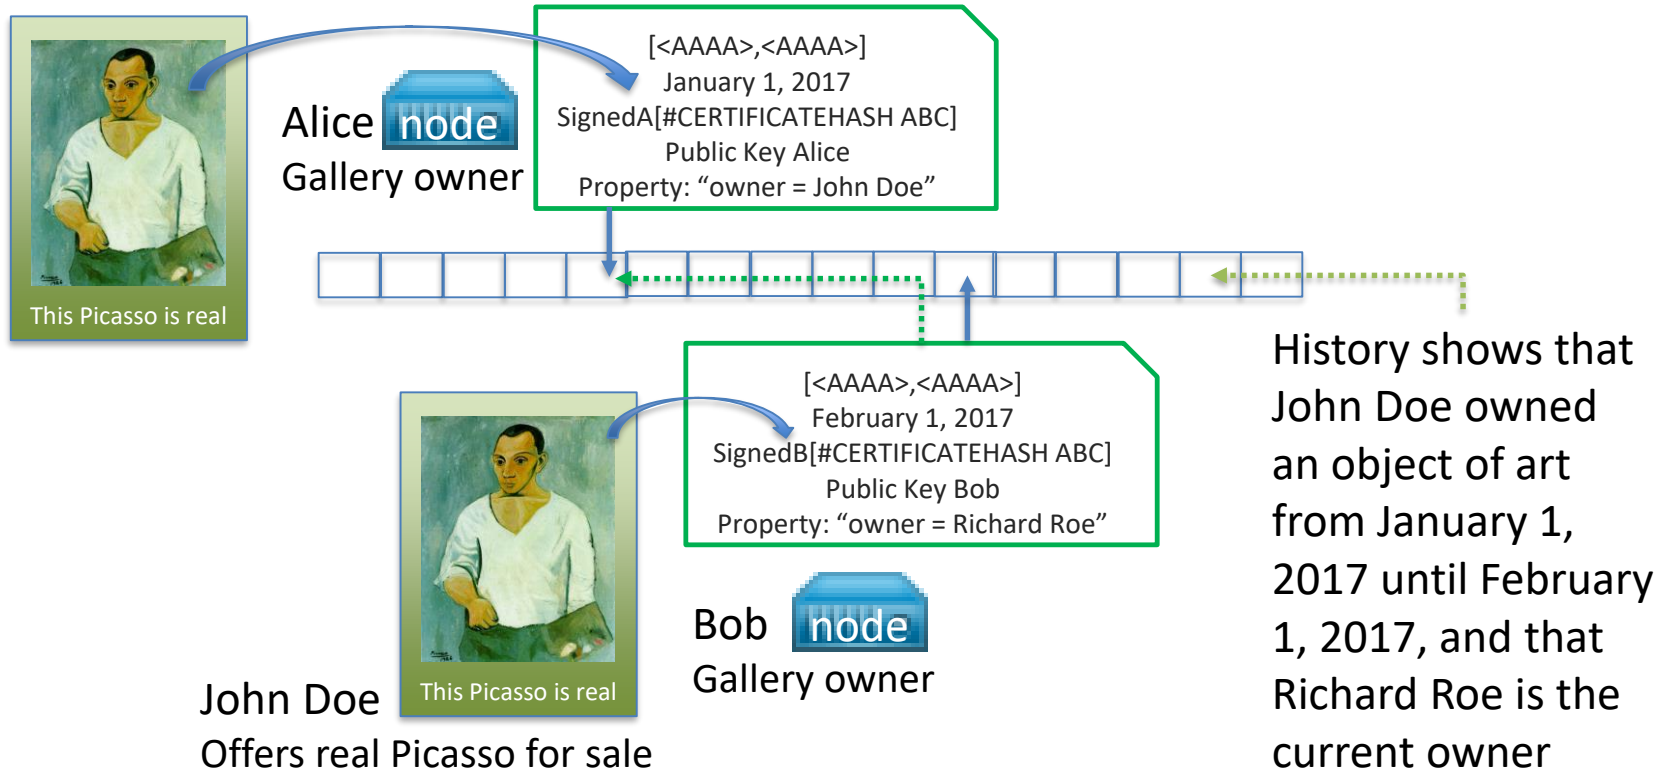 [<AAAA>,<AAAA>]
January 1, 2017
SignedA[#CERTIFICATEHASH ABC]
Public Key Alice
Property: “owner = John Doe”
Alice node
Gallery owner
This Picasso is real
[<AAAA>,<AAAA>]
February 1, 2017
SignedB[#CERTIFICATEHASH ABC]
Public Key Bob
Property: “owner = Richard Roe”
Bob node
Gallery owner
This Picasso is real
John Doe
Offers real Picasso for sale
History shows that
John Doe owned
an object of art
from January 1,
2017 until February
1, 2017, and that
Richard Roe is the
current owner